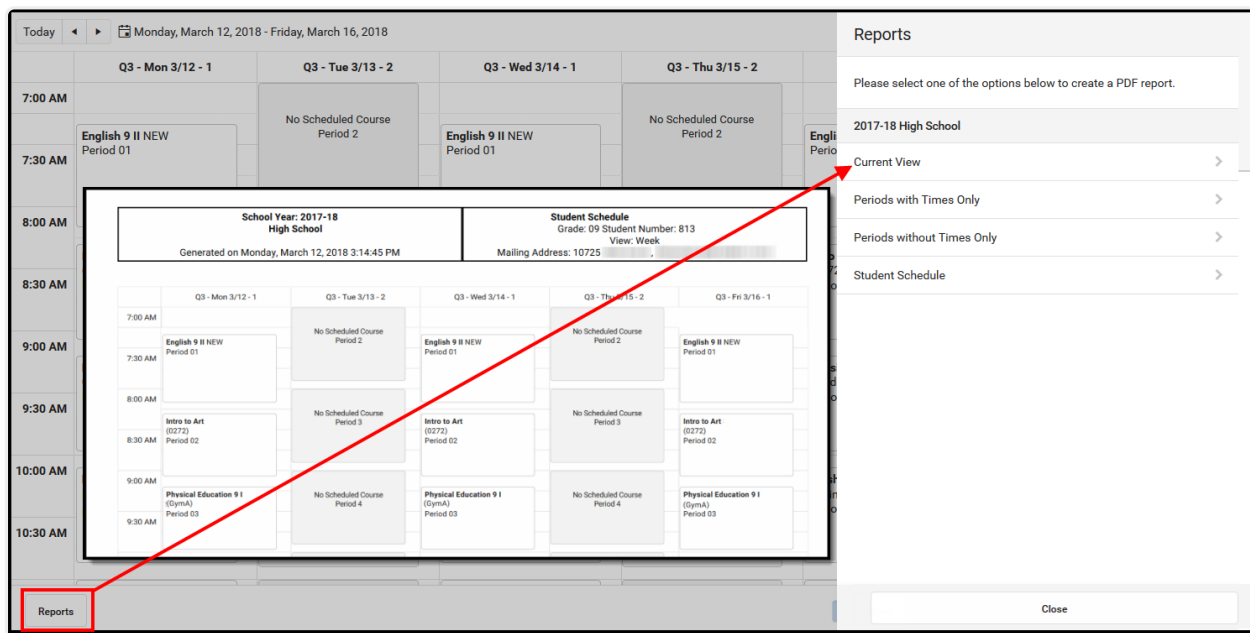 Today
Monday, March 12, 2018 - Friday, March 16, 2018
Q3 - Mon 3/12 - 1
Q3 - Tue 3/13 - 2
Q3 - Wed 3/14 - 1
Q3 - Thu 3/15 - 2
7:00 AM
7:30 AM
8:00 AM
8:30 AM
9:00 AM
9:30 AM
10:00 AM
10:30 AM
English 9 II NEW
Period 01
No Scheduled Course
Period 2
English 9 II NEW
Period 01
No Scheduled Course
Period 2
School Year: 2017-18
High School
Generated on Monday, March 12, 2018 3:14:45 PM
Student Schedule
Grade: 09 Student Number: 813
View: Week
Mailing Address: 10725
Q3 - Mon 3/12 - 1
Q3 - Tue 3/13 - 2
Q3 - Wed 3/14 - 1
Q3 - Thu 3/15 - 2
Q3 - Fri 3/16 - 1
7:00 AM
7:30 AM
8:00 AM
8:30 AM
9:00 AM
9:30 AM
English 9 II NEW
Period 01
Intro to Art
(0272)
Period 02
Physical Education 9 I
(GymA)
Period 03
No Scheduled Course
Period 2
No Scheduled Course
Period 3
No Scheduled Course
Period 4
English 9 II NEW
Period 01
Intro to Art
(0272)
Period 02
Physical Education 9 I
(GymA)
Period 03
No Scheduled Course
Period 2
No Scheduled Course
Period 3
No Scheduled Course
Period 4
English 9 II NEW
Period 01
Intro to Art
(0272)
Period 02
Physical Education 9 I
(GymA)
Period 03
Reports
Reports
Please select one of the options below to create a PDF report.
2017-18 High School
Current View
Periods with Times Only
Periods without Times Only
Student Schedule
Close